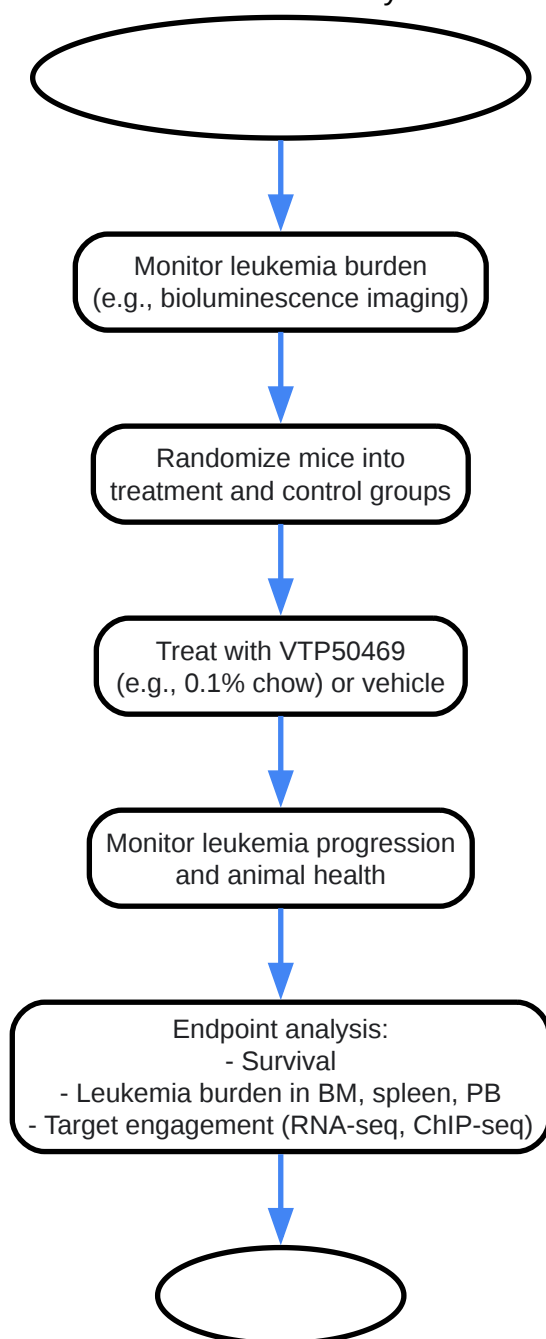 Monitor leukemia burden
(e.g., bioluminescence imaging)
Randomize mice into
treatment and control groups
Treat with VTP50469
(e.g., 0.1% chow) or vehicle
Monitor leukemia progression
and animal health
Endpoint analysis:
- Survival
- Leukemia burden in BM, spleen, PB
- Target engagement (RNA-seq, ChIP-seq)